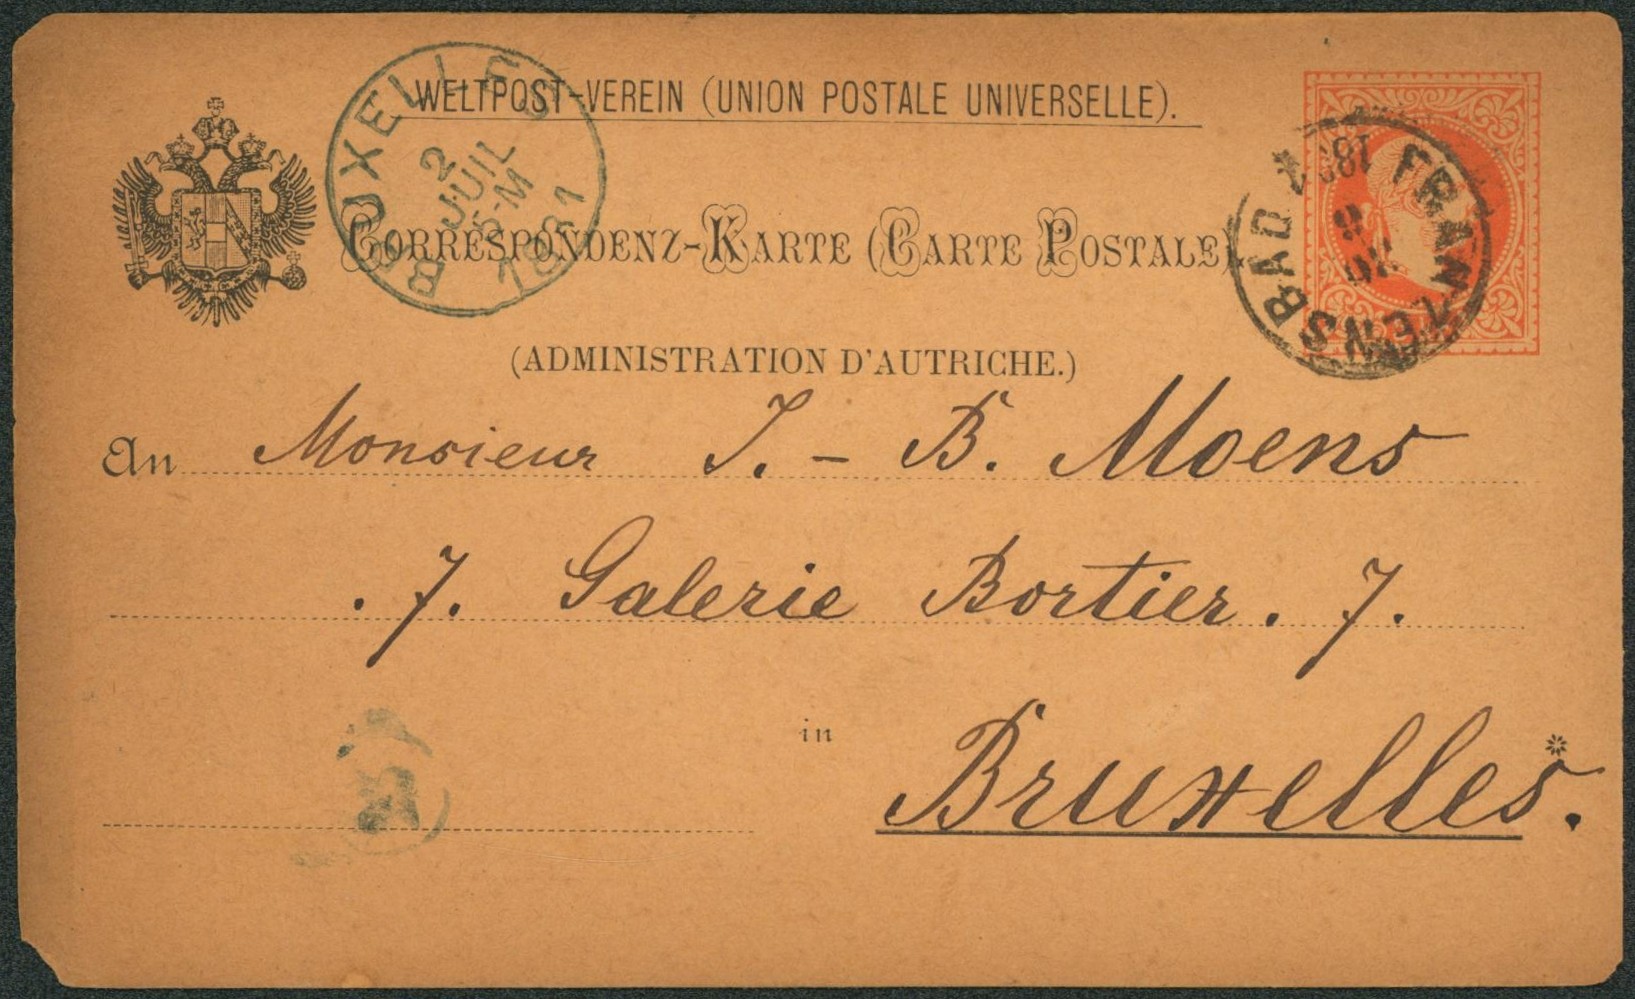 WELTPOST-VEREIN (UNION POSTALE UNIVERSELLE).
BRUXELLES
2
JUIL
5-M
1881
CORRESPONDENZ-KARTE (CARTE POSTALE)
FRANZENSBAD
(ADMINISTRATION D'AUTRICHE.)
An Monsieur J.-B. Moens
. 7. Galerie Bortier. 7.
in
Bruxelles.